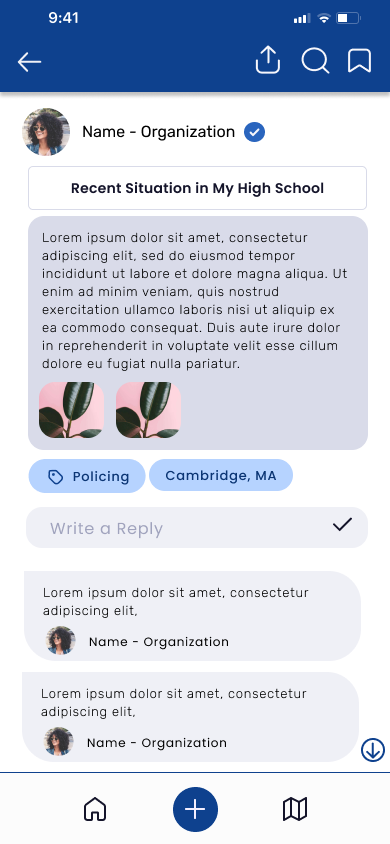 9:41
Name - Organization
Recent Situation in My High School
Lorem ipsum dolor sit amet, consectetur
adipiscing elit, sed do eiusmod tempor
incididunt ut labore et dolore magna aliqua. Ut
enim ad minim veniam, quis nostrud
exercitation ullamco laboris nisi ut aliquip ex
ea commodo consequat. Duis aute irure dolor
in reprehenderit in voluptate velit esse cillum
dolore eu fugiat nulla pariatur.
Policing
Cambridge, MA
Write a Reply
Lorem ipsum dolor sit amet, consectetur
adipiscing elit,
Name - Organization
Lorem ipsum dolor sit amet, consectetur
adipiscing elit,
Name - Organization